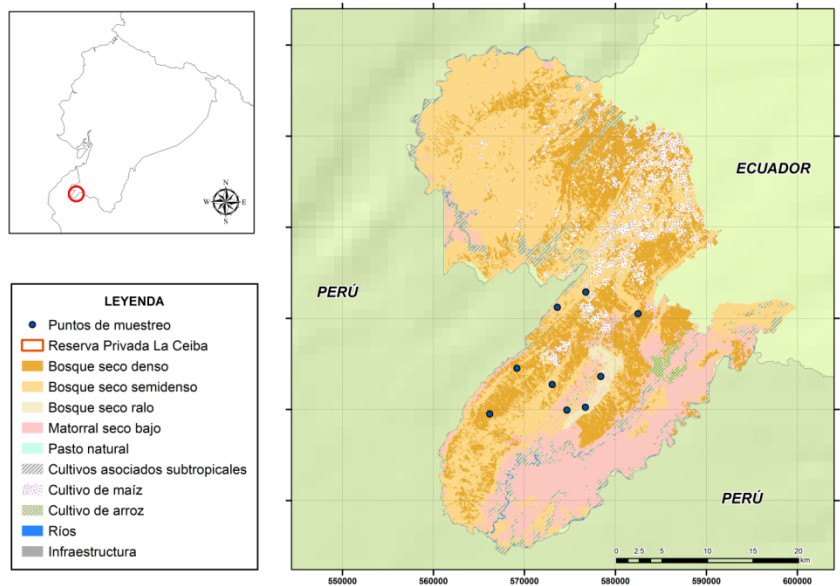 N
W E
S
LEYENDA
Puntos de muestreo
Reserva Privada La Ceiba
Bosque seco denso
Bosque seco semidenso
Bosque seco ralo
Matorral seco bajo
Pasto natural
Cultivos asociados subtropicales
Cultivo de maíz
Cultivo de arroz
Ríos
Infraestructura
ECUADOR
PERÚ
PERÚ
0 2.5 5 10 15 20
km
550000 560000 570000 580000 590000 600000